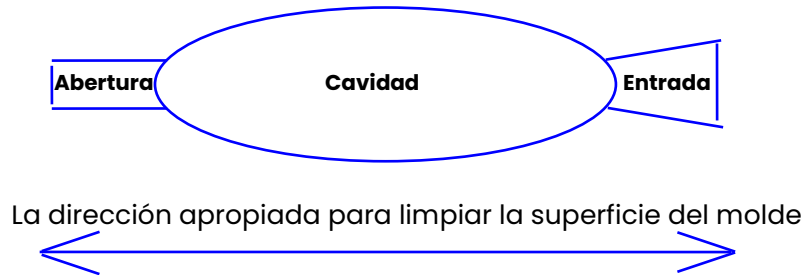 Abertura Cavidad Entrada
La dirección apropiada para limpiar la superficie del molde